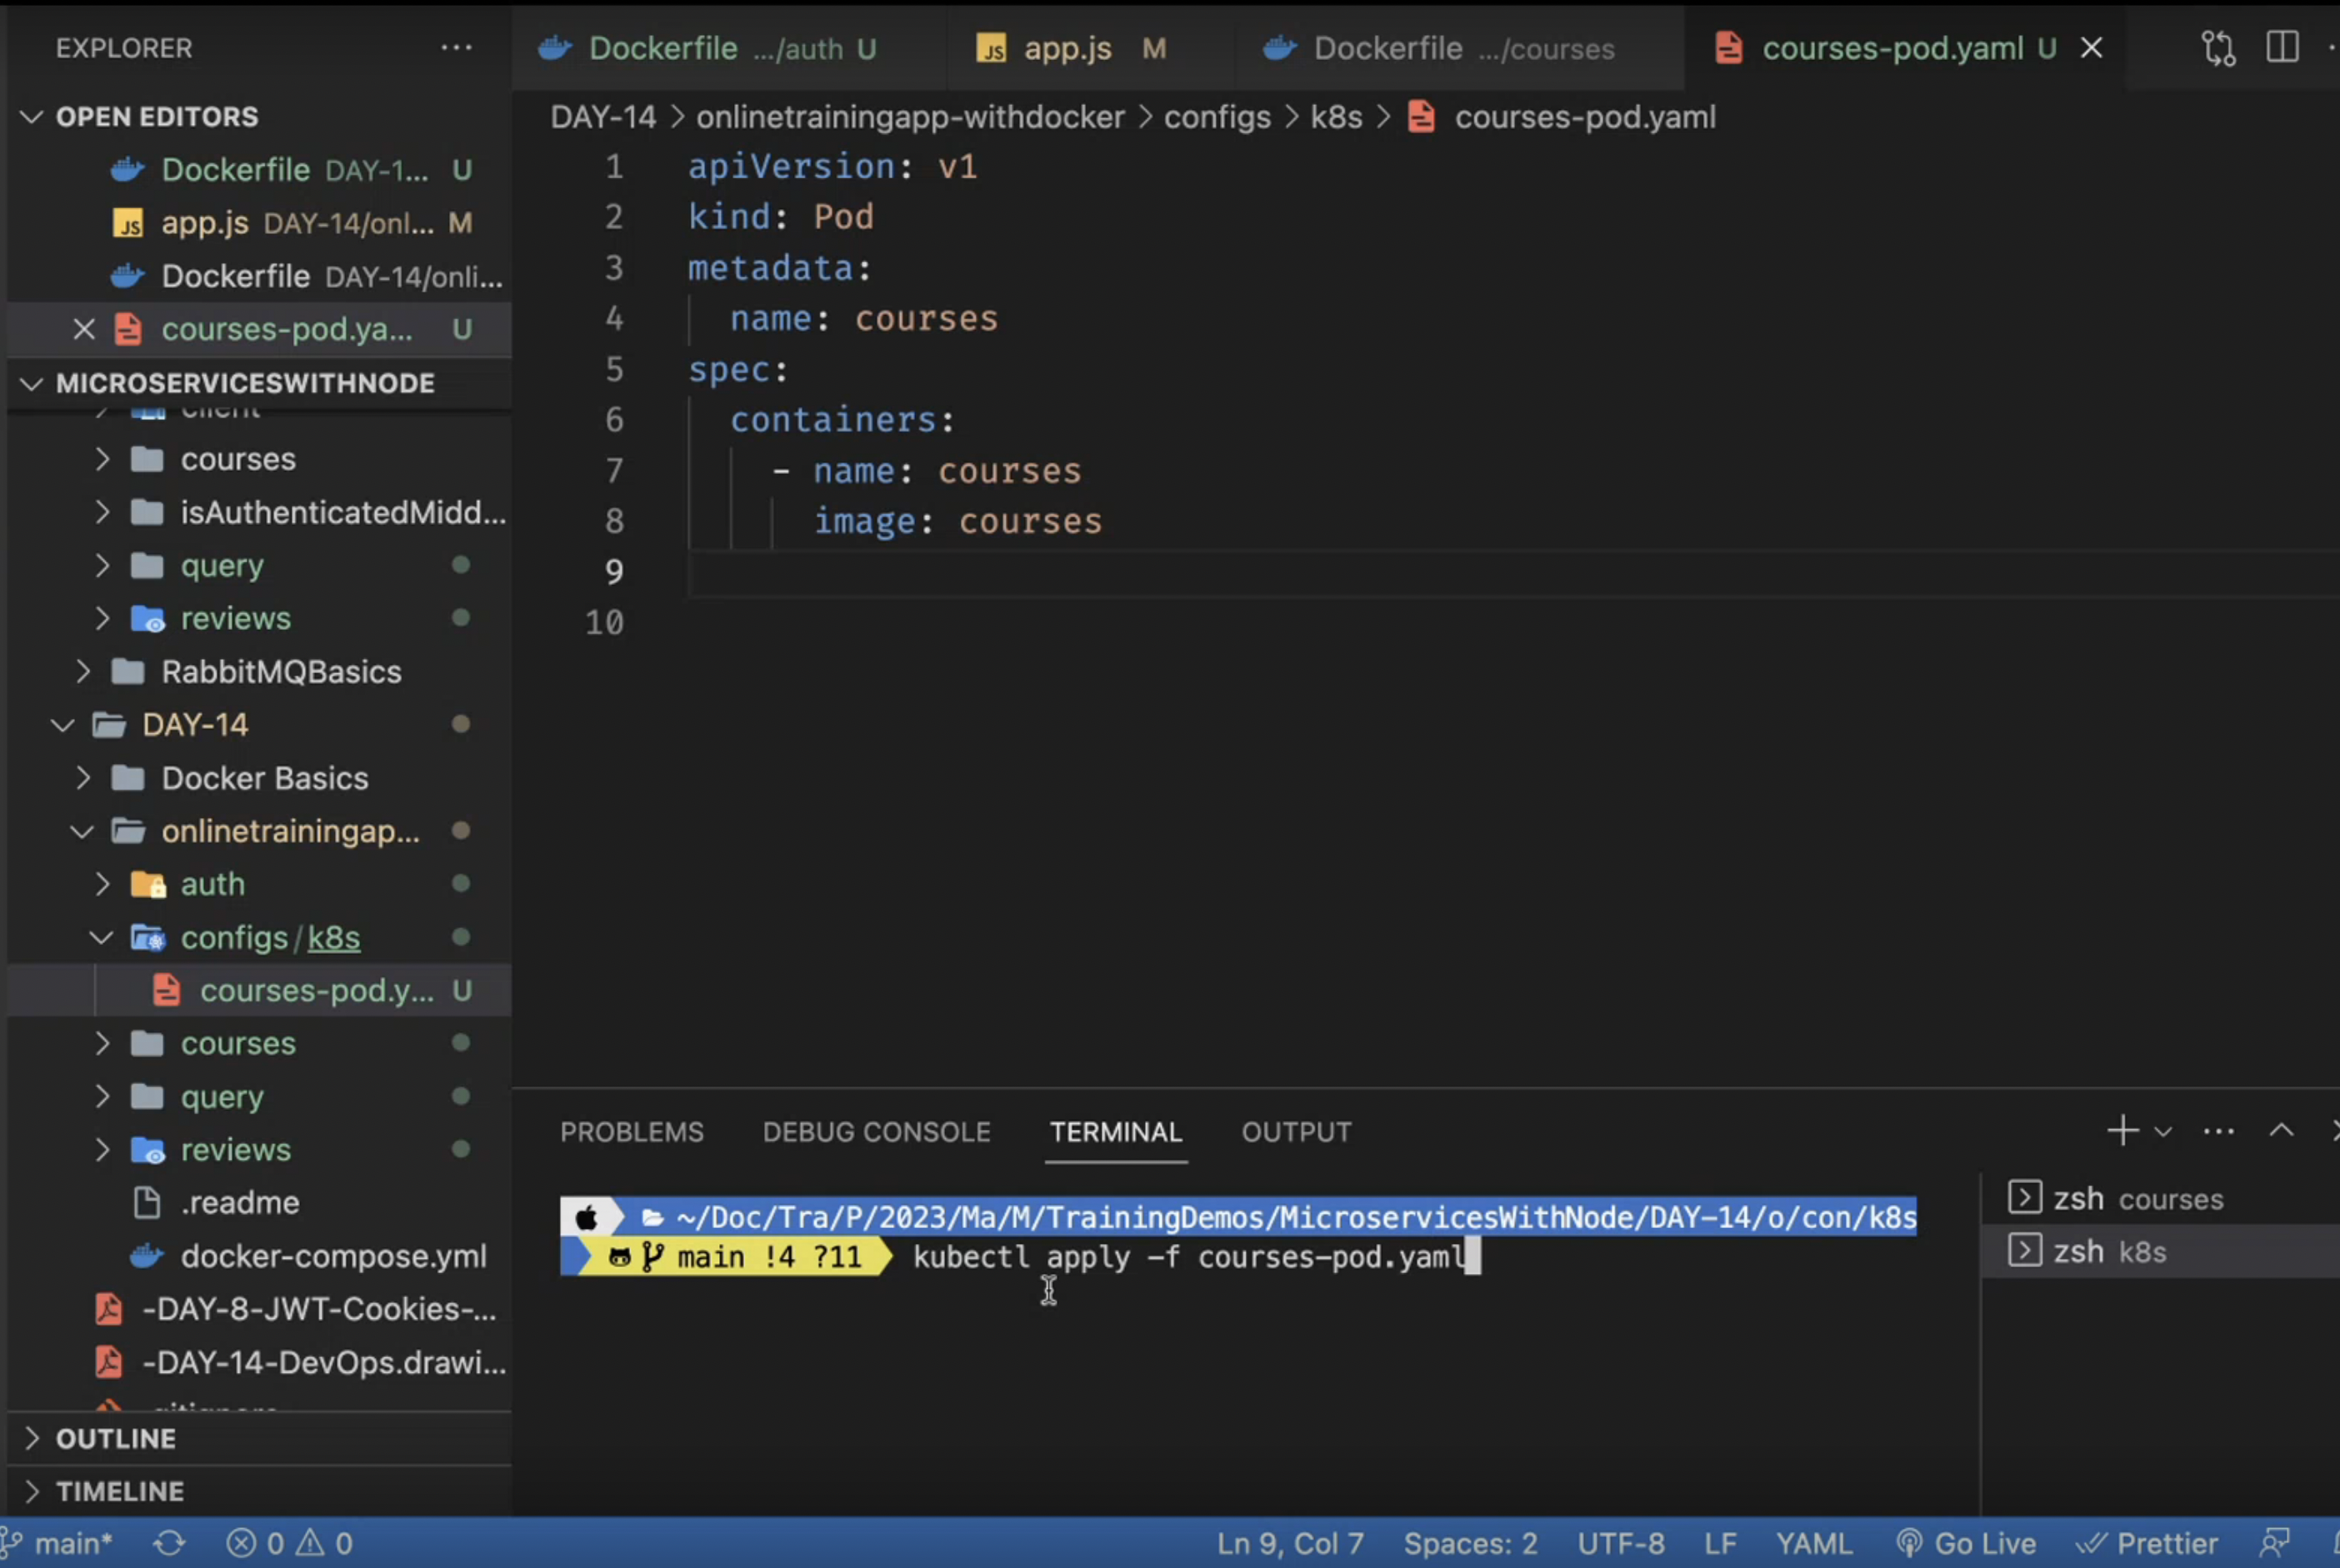 EXPLORER
OPEN EDITORS
Dockerfile DAY-1... U
app.js DAY-14/onl... M
Dockerfile DAY-14/onli...
courses-pod.ya... U
MICROSERVICESWITHNODE
client
courses
isAuthenticatedMidd...
query
reviews
RabbitMQBasics
DAY-14
Docker Basics
onlinetrainingap...
auth
configs/k8s
courses-pod.y... U
courses
query
reviews
.readme
docker-compose.yml
-DAY-8-JWT-Cookies-...
-DAY-14-DevOps.drawi...
.gitignore
OUTLINE
TIMELINE
Dockerfile .../auth U
app.js M
Dockerfile .../courses
courses-pod.yaml U
DAY-14 > onlinetrainingapp-withdocker > configs > k8s > courses-pod.yaml
1 apiVersion: v1
2 kind: Pod
3 metadata:
4 name: courses
5 spec:
6 containers:
7 - name: courses
8 image: courses
9
10
PROBLEMS DEBUG CONSOLE TERMINAL OUTPUT
~/Doc/Tra/P/2023/Ma/M/TrainingDemos/MicroservicesWithNode/DAY-14/o/con/k8s
main !4 ?11 kubectl apply -f courses-pod.yaml
zsh courses
zsh k8s
main* 0 0 Ln 9, Col 7 Spaces: 2 UTF-8 LF YAML Go Live Prettier